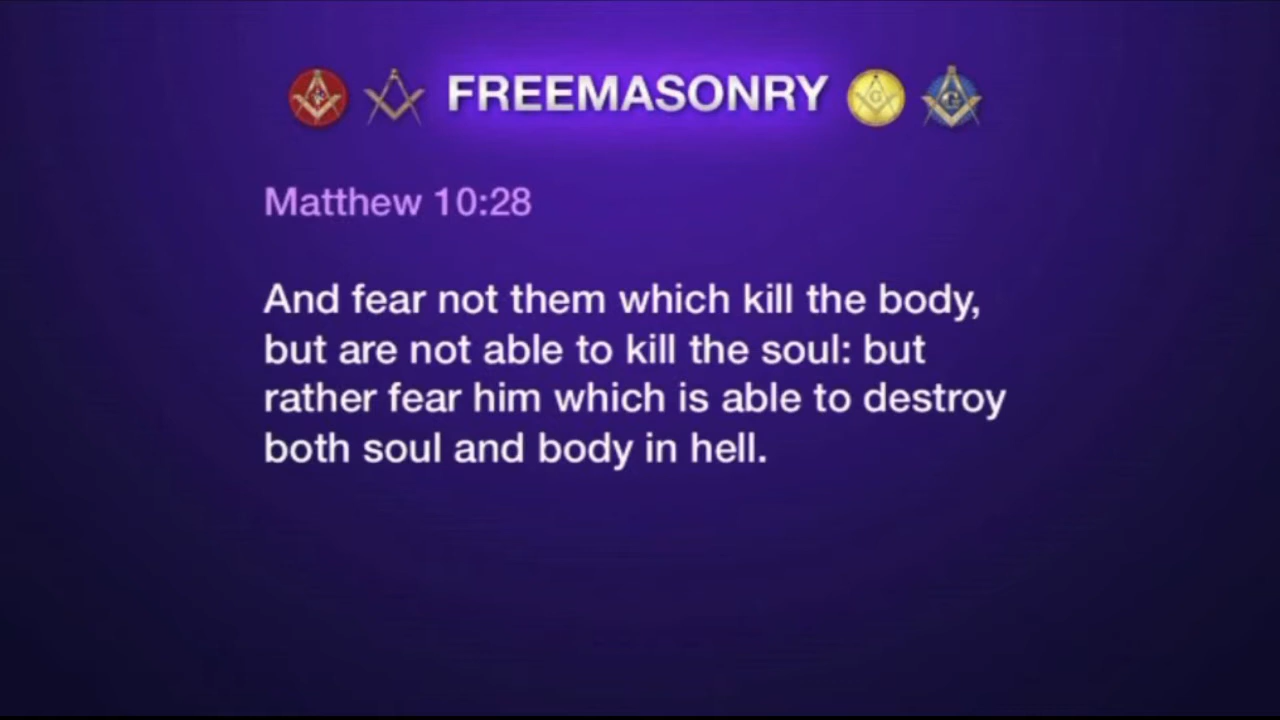 FREEMASONRY
Matthew 10:28
And fear not them which kill the body,
but are not able to kill the soul: but
rather fear him which is able to destroy
both soul and body in hell.